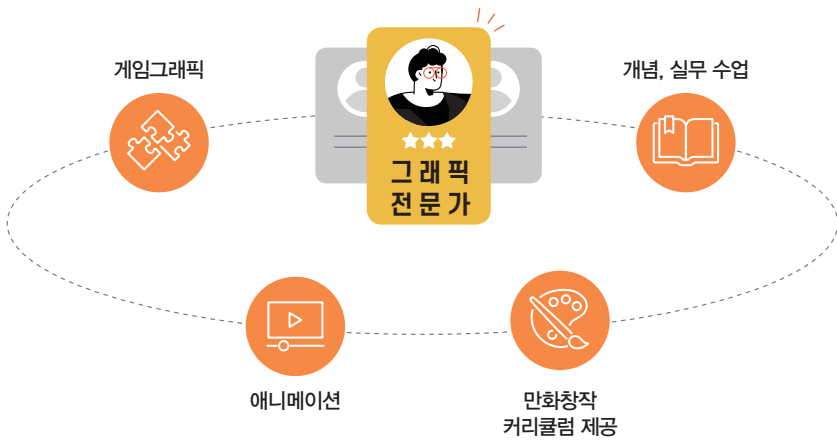 게임그래픽
개념, 실무 수업
그래픽
전문가
애니메이션
만화창작
커리큘럼 제공